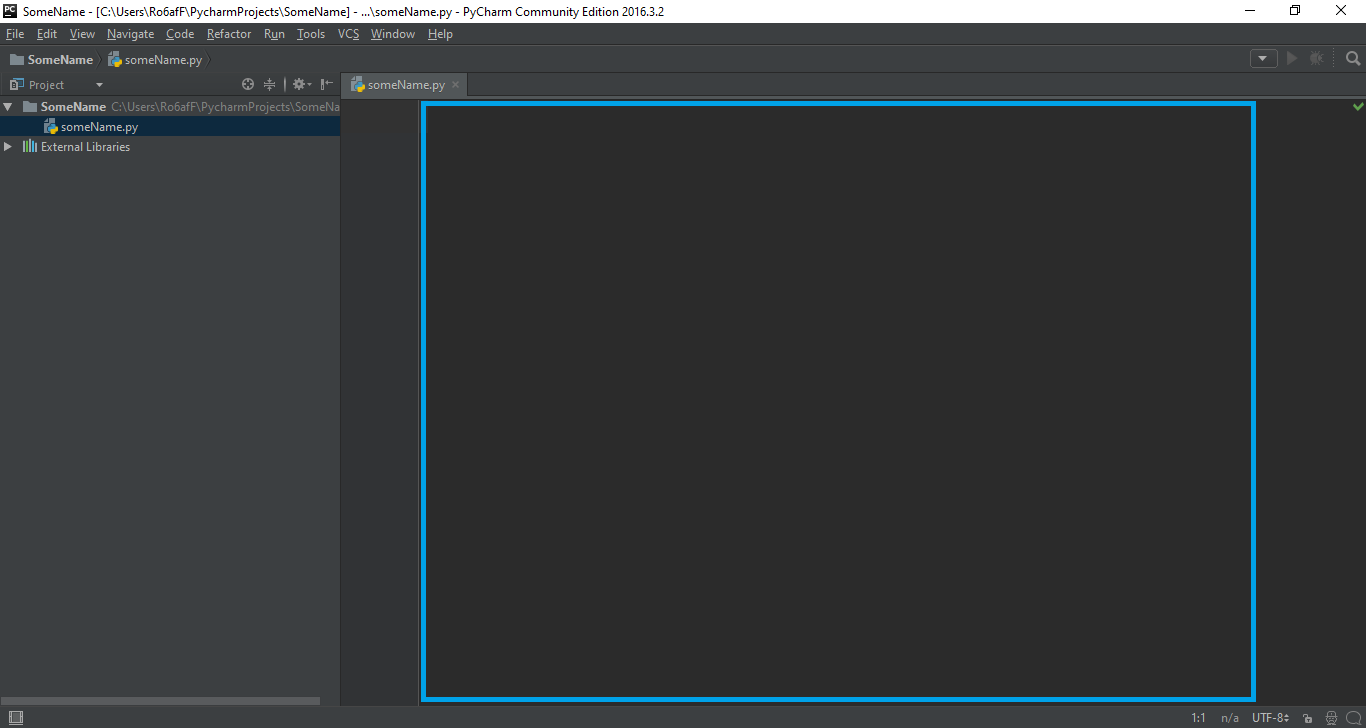 PC SomeName - [C:\Users\Ro6afF\PycharmProjects\SomeName] - ...\someName.py - PyCharm Community Edition 2016.3.2
File Edit View Navigate Code Refactor Run Tools VCS Window Help
SomeName someName.py
Project someName.py
SomeName C:\Users\Ro6afF\PycharmProjects\SomeNa
someName.py
External Libraries
1:1 n/a UTF-8